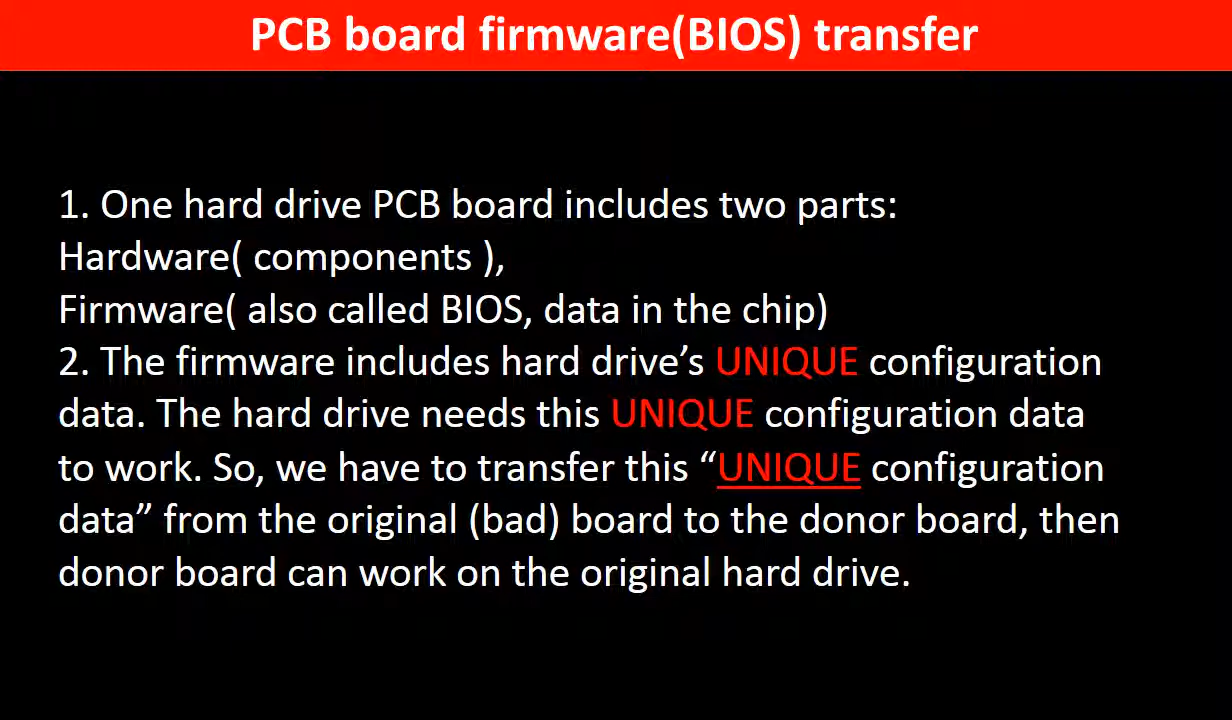 PCB board firmware(BIOS) transfer
1. One hard drive PCB board includes two parts:
Hardware( components ),
Firmware( also called BIOS, data in the chip)
2. The firmware includes hard drive’s UNIQUE configuration
data. The hard drive needs this UNIQUE configuration data
to work. So, we have to transfer this “UNIQUE configuration
data” from the original (bad) board to the donor board, then
donor board can work on the original hard drive.